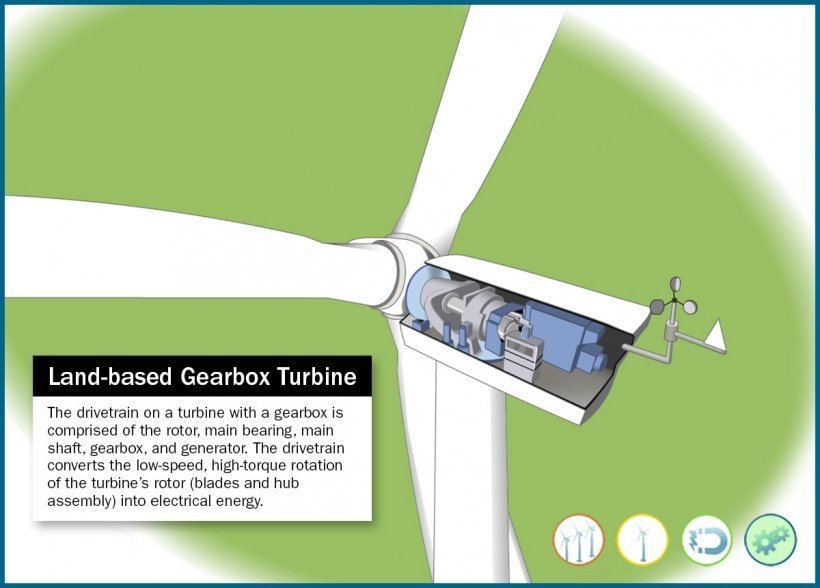 Land-based Gearbox Turbine
The drivetrain on a turbine with a gearbox is
comprised of the rotor, main bearing, main
shaft, gearbox, and generator. The drivetrain
converts the low-speed, high-torque rotation
of the turbine’s rotor (blades and hub
assembly) into electrical energy.